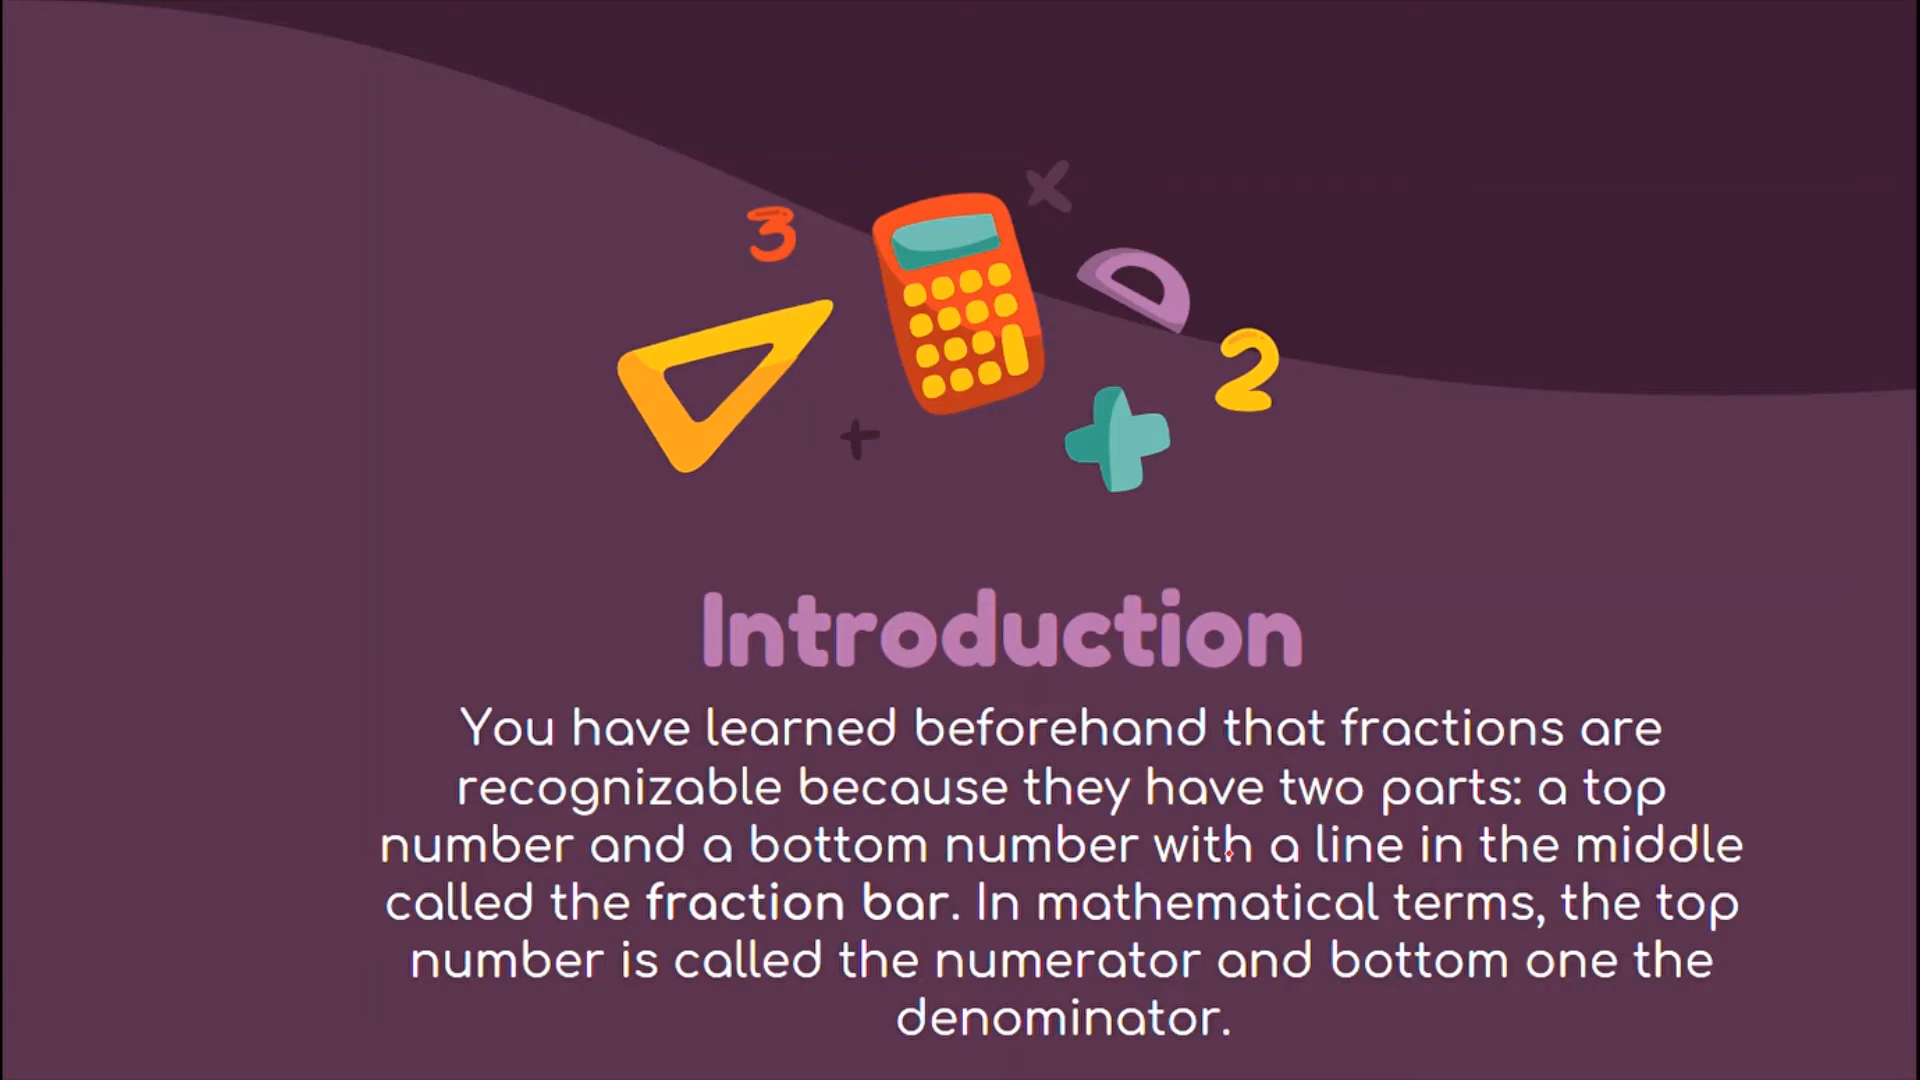 3
2
Introduction
You have learned beforehand that fractions are
recognizable because they have two parts: a top
number and a bottom number with a line in the middle
called the fraction bar. In mathematical terms, the top
number is called the numerator and bottom one the
denominator.